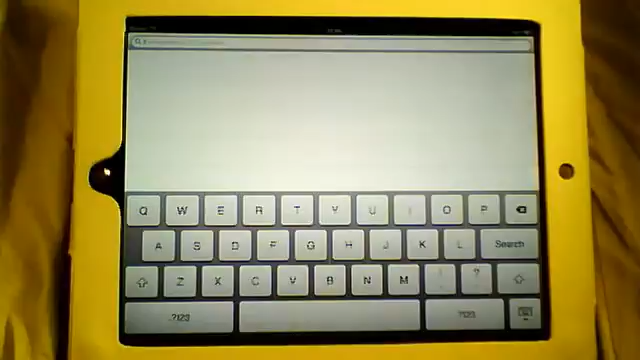 Q W E R T Y U I O P
A S D F G H J K L Search
Z X C V B N M ! ?
.?123 .?123